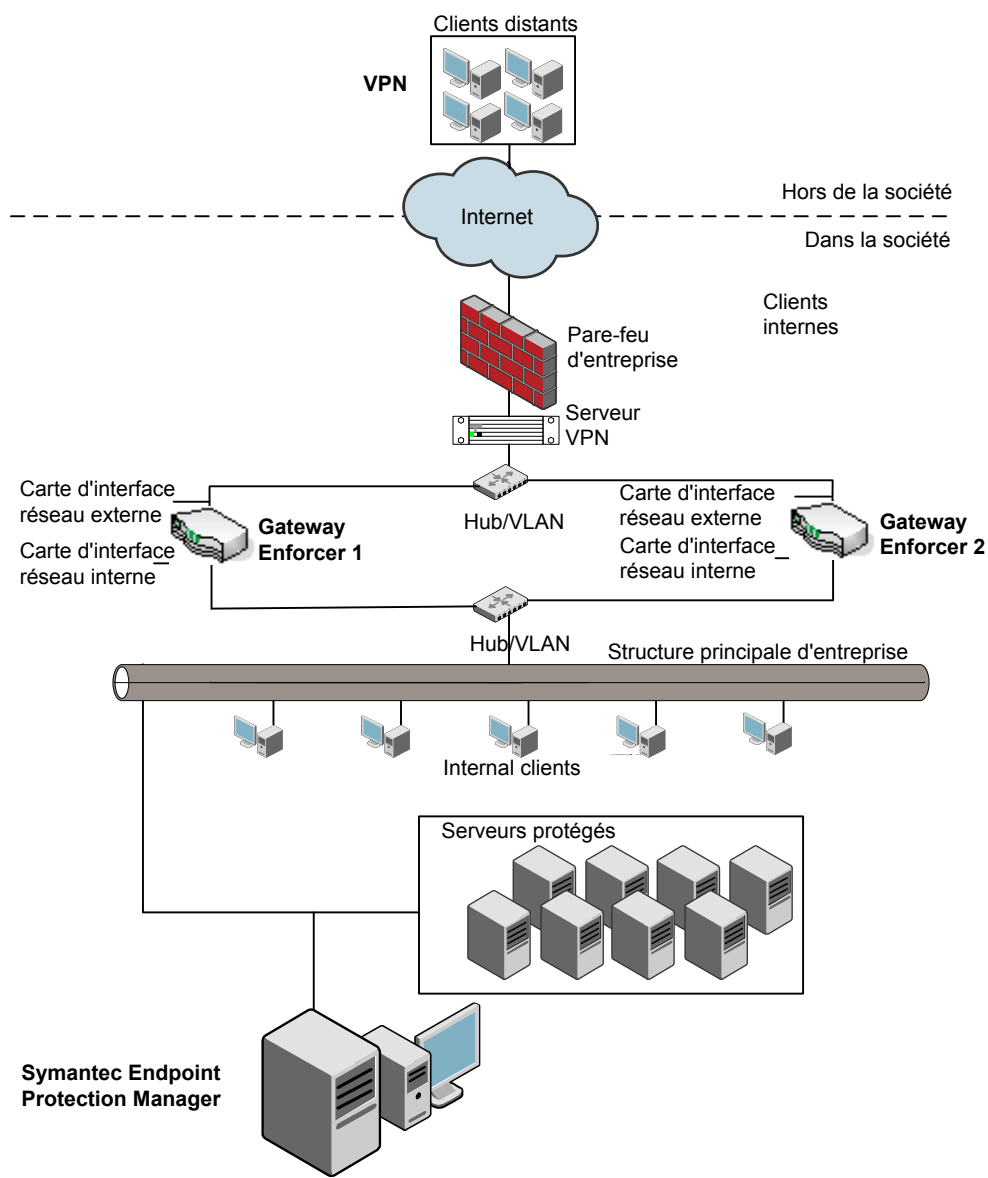 Clients distants
VPN
Internet
Hors de la société
Dans la société
Clients
internes
Pare-feu
d'entreprise
Serveur
VPN
Carte d'interface
réseau externe
Gateway
Enforcer 1
Carte d'interface
réseau interne
Hub/VLAN
Carte d'interface
réseau externe
Carte d'interface
réseau interne
Gateway
Enforcer 2
Hub/VLAN
Structure principale d'entreprise
Internal clients
Serveurs protégés
Symantec Endpoint
Protection Manager